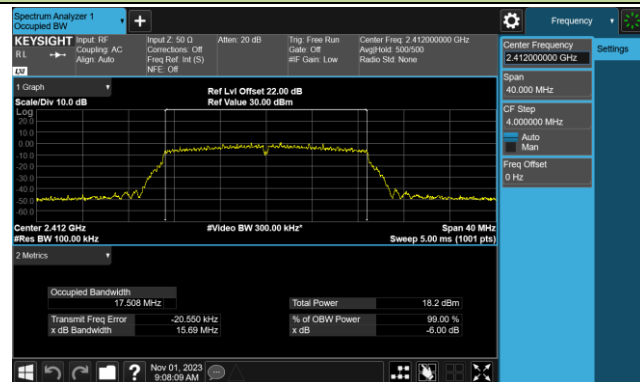 Spectrum Analyzer 1
Occupied BW
Frequency
KEYSIGHT
RL
LXI
Input: RF
Coupling: AC
Align: Auto
Input Z: 50 Ω
Corrections: Off
Freq Ref: Int (S)
NFE: Off
Atten: 20 dB
Trig: Free Run
Gate: Off
#IF Gain: Low
Center Freq: 2.412000000 GHz
Avg|Hold: 500/500
Radio Std: None
Center Frequency
2.412000000 GHz
Settings
Span
40.000 MHz
CF Step
4.000000 MHz
Auto
Man
Freq Offset
0 Hz
1 Graph
Scale/Div 10.0 dB
Ref Lvl Offset 22.00 dB
Ref Value 30.00 dBm
Log
20.0
10.0
0.00
-10.0
-20.0
-30.0
-40.0
-50.0
-60.0
Center 2.412 GHz
#Res BW 100.00 kHz
#Video BW 300.00 kHz*
Span 40 MHz
Sweep 5.00 ms (1001 pts)
2 Metrics
Occupied Bandwidth
17.508 MHz
Total Power 18.2 dBm
Transmit Freq Error -20.550 kHz
% of OBW Power 99.00 %
x dB Bandwidth 15.69 MHz
x dB -6.00 dB
Nov 01, 2023
9:08:09 AM